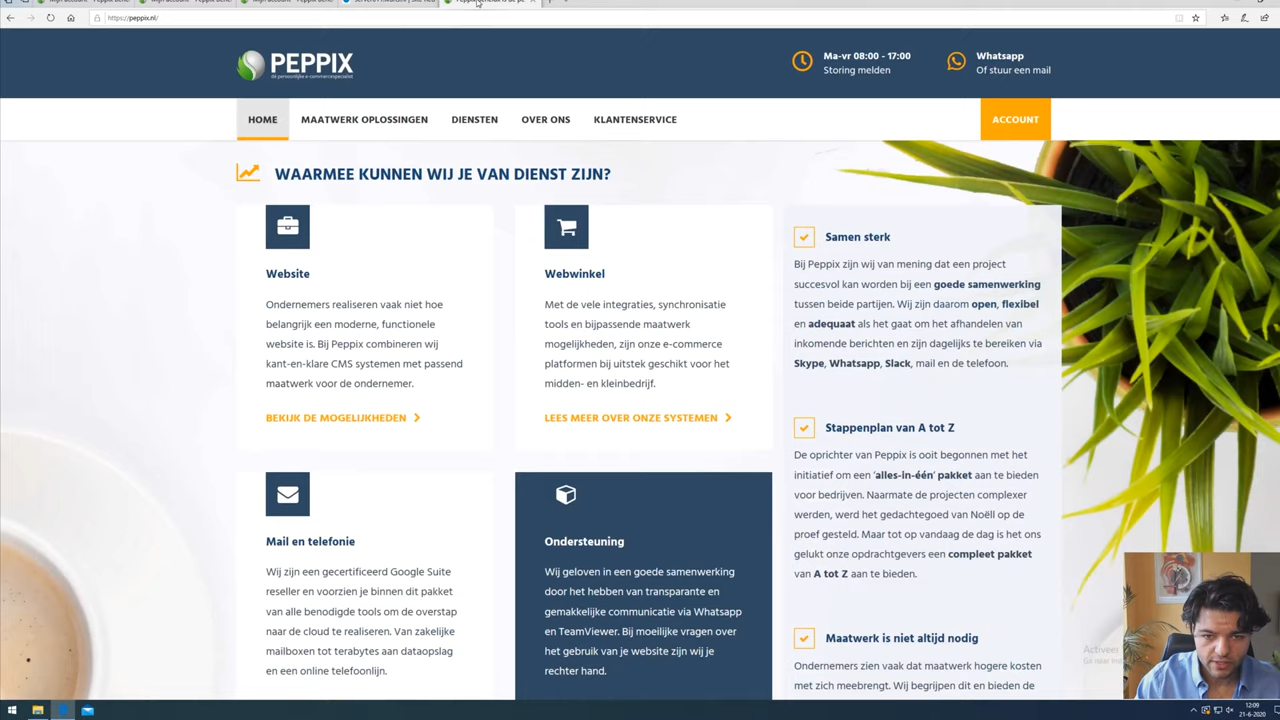 https://peppix.nl/
PEPPIX
de persoonlijke e-commercespecialist
Ma-vr 08:00 - 17:00
Storing melden
Whatsapp
Of stuur een mail
HOME
MAATWERK OPLOSSINGEN
DIENSTEN
OVER ONS
KLANTENSERVICE
ACCOUNT
WAARMEE KUNNEN WIJ JE VAN DIENST ZIJN?
Website
Ondernemers realiseren vaak niet hoe
belangrijk een moderne, functionele
website is. Bij Peppix combineren wij
kant-en-klare CMS systemen met passend
maatwerk voor de ondernemer.
BEKIJK DE MOGELIJKHEDEN
Webwinkel
Met de vele integraties, synchronisatie
tools en bijpassende maatwerk
mogelijkheden, zijn onze e-commerce
platformen bij uitstek geschikt voor het
midden- en kleinbedrijf.
LEES MEER OVER ONZE SYSTEMEN
Mail en telefonie
Wij zijn een gecertificeerd Google Suite
reseller en voorzien je binnen dit pakket
van alle benodigde tools om de overstap
naar de cloud te realiseren. Van zakelijke
mailboxen tot terabytes aan dataopslag
en een online telefoonlijn.
Ondersteuning
Wij geloven in een goede samenwerking
door het hebben van transparante en
gemakkelijke communicatie via Whatsapp
en TeamViewer. Bij moeilijke vragen over
het gebruik van je website zijn wij je
rechter hand.
Samen sterk
Bij Peppix zijn wij van mening dat een project
succesvol kan worden bij een goede samenwerking
tussen beide partijen. Wij zijn daarom open, flexibel
en adequaat als het gaat om het afhandelen van
inkomende berichten en zijn dagelijks te bereiken via
Skype, Whatsapp, Slack, mail en de telefoon.
Stappenplan van A tot Z
De oprichter van Peppix is ooit begonnen met het
initiatief om een 'alles-in-één' pakket aan te bieden
voor bedrijven. Naarmate de projecten complexer
werden, werd het gedachtegoed van Noëll op de
proef gesteld. Maar tot op vandaag de dag is het ons
gelukt onze opdrachtgevers een compleet pakket
van A tot Z aan te bieden.
Maatwerk is niet altijd nodig
Ondernemers zien vaak dat maatwerk hogere kosten
met zich meebrengt. Wij begrijpen dit en bieden de
Activeer
Ga naar
12:09
21-6-2020